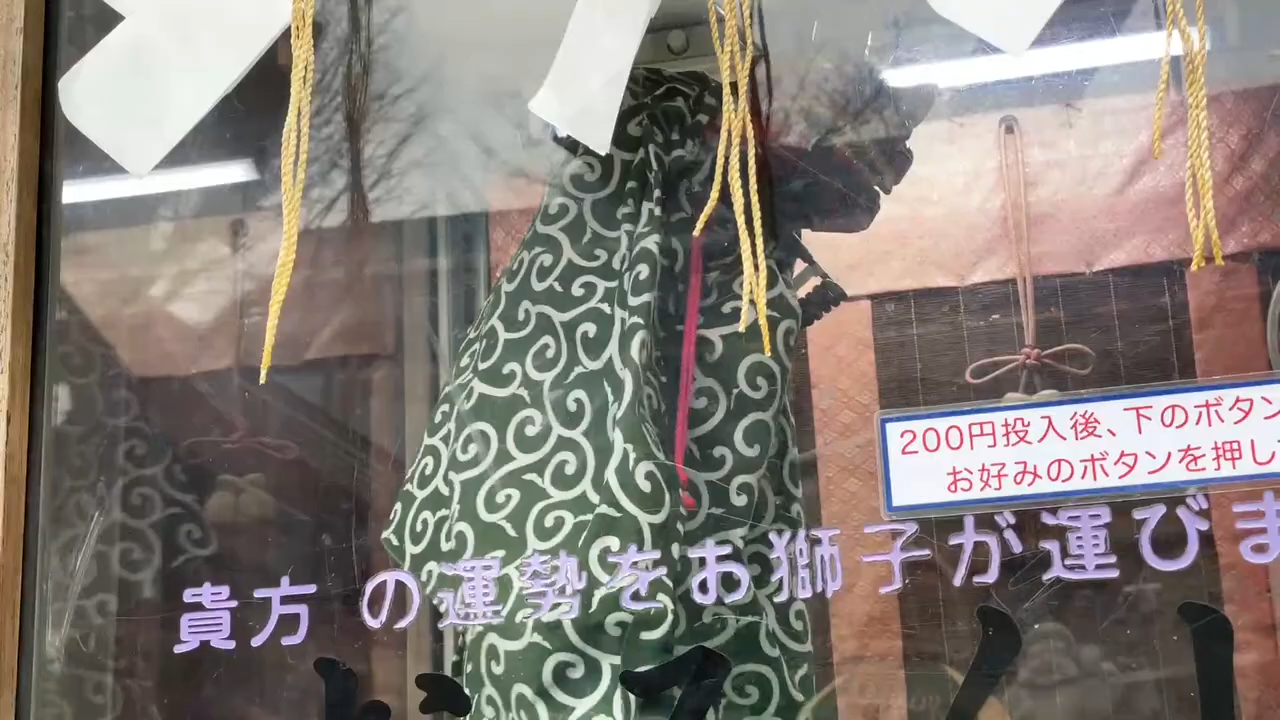 200円投入後、下のボタン
お好みのボタンを押し
貴方の運勢をお獅子が運びま